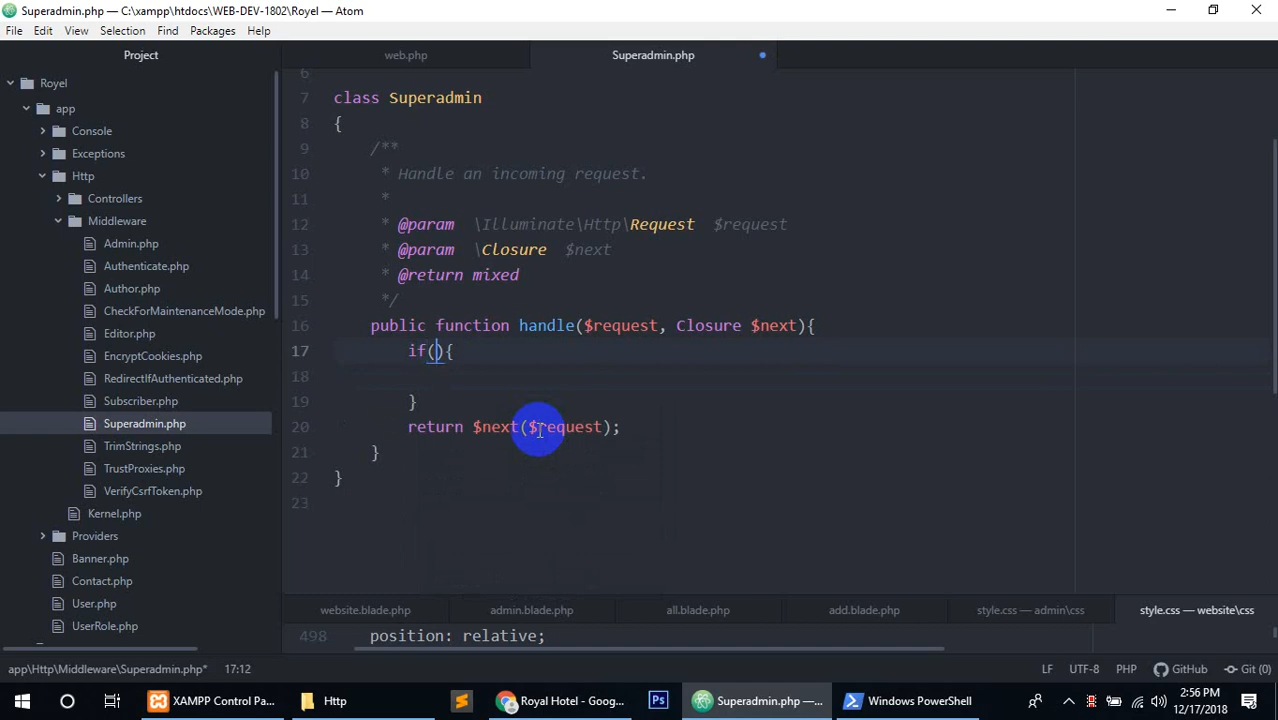 Superadmin.php — C:\xampp\htdocs\WEB-DEV-1802\Royel — Atom
File Edit View Selection Find Packages Help
Project
web.php
Superadmin.php
Royel
app
Console
Exceptions
Http
Controllers
Middleware
Admin.php
Authenticate.php
Author.php
CheckForMaintenanceMode.php
Editor.php
EncryptCookies.php
RedirectIfAuthenticated.php
Subscriber.php
Superadmin.php
TrimStrings.php
TrustProxies.php
VerifyCsrfToken.php
Kernel.php
Providers
Banner.php
Contact.php
User.php
UserRole.php
6
7 class Superadmin
8 {
9 /**
10 * Handle an incoming request.
11 *
12 * @param \Illuminate\Http\Request $request
13 * @param \Closure $next
14 * @return mixed
15 */
16 public function handle($request, Closure $next){
17 if(){
18
19 }
20 return $next($request);
21 }
22 }
23
website.blade.php admin.blade.php all.blade.php add.blade.php style.css — admin\css style.css — website\css
498 position: relative;
app\Http\Middleware\Superadmin.php* 17:12 LF UTF-8 PHP GitHub Git (0)
XAMPP Control Pa... Http Royal Hotel - Goog... Ps Superadmin.php —... Windows PowerShell
2:56 PM
12/17/2018